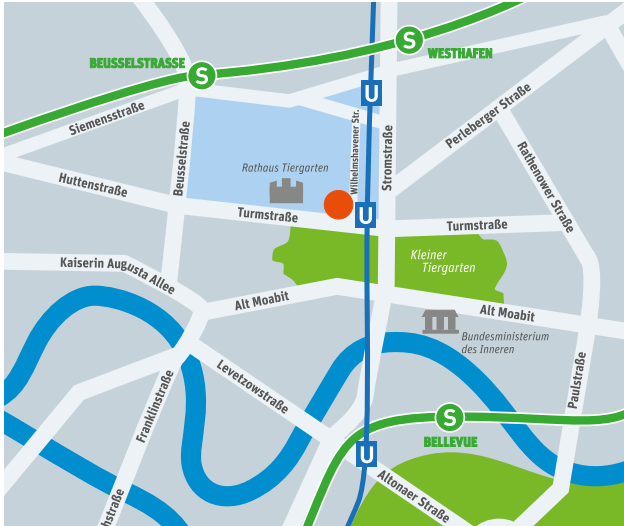 BEUSSELSTRASSE
S
S
WESTHAFEN
U
Siemensstraße
Perleberger Straße
Wilhelmshavener Str.
Beusselstraße
Stromstraße
Rathenower Straße
Rathaus Tiergarten
Huttenstraße
Turmstraße
U
Turmstraße
Kleiner
Tiergarten
Kaiserin Augusta Allee
Alt Moabit
Alt Moabit
Bundesministerium
des Inneren
Levetzowstraße
Franklinstraße
Paulstraße
S
BELLEVUE
U
Altonaer Straße
hstraße